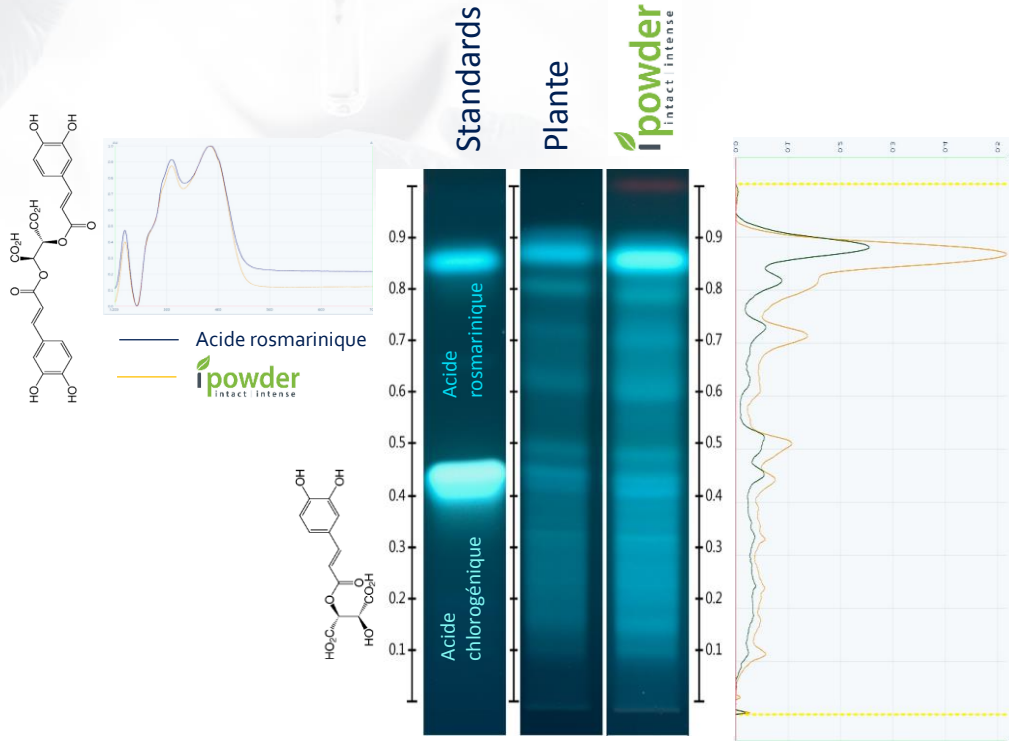 Standards
Plante
ipowder
intact | intense
OH
OH
CO₂H
CO₂H
O
O
O
O
HO
OH
Acide rosmarinique
ipowder
intact | intense
0.9
0.8
0.7
0.6
0.5
0.4
0.3
0.2
0.1
Acide
rosmarinique
Acide
chlorogénique
0.9
0.8
0.7
0.6
0.5
0.4
0.3
0.2
0.1
OH
OH
O
O
CO₂H
HO₂C
HO